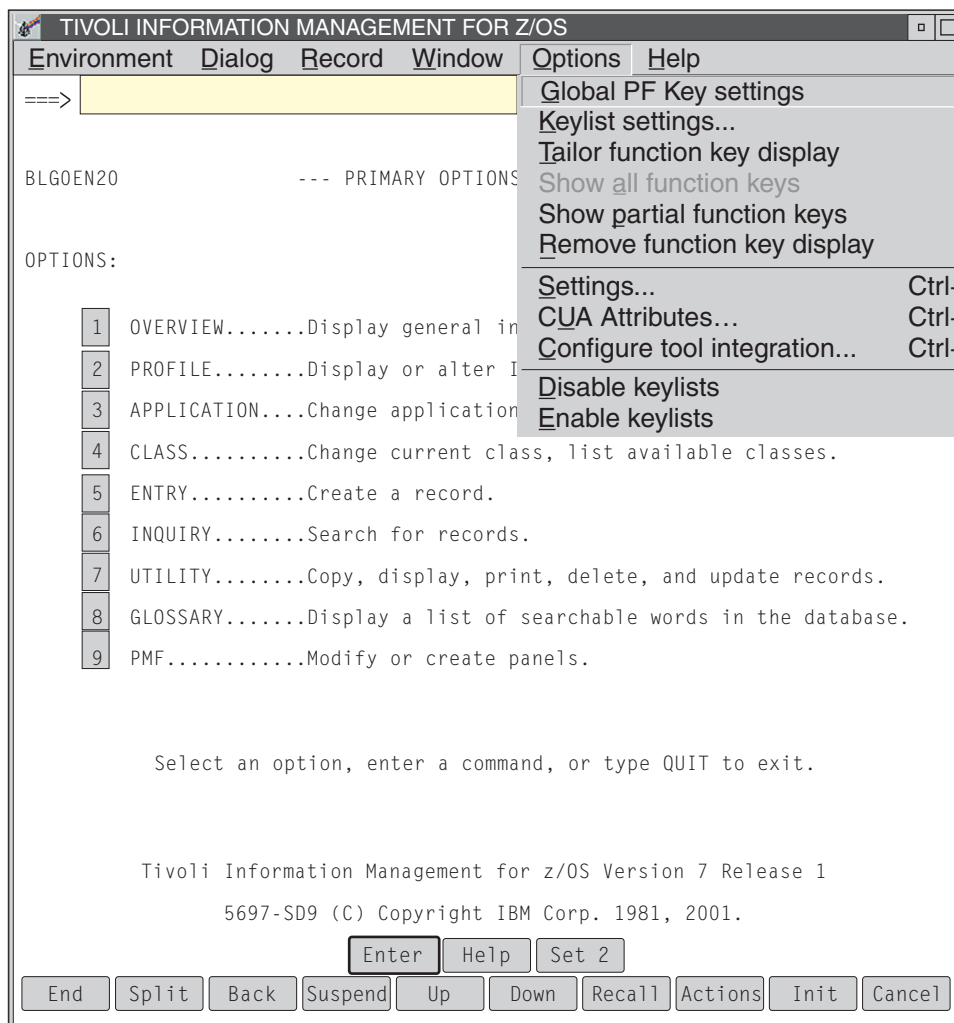 TIVOLI INFORMATION MANAGEMENT FOR Z/OS
Environment Dialog Record Window Options Help
===>
Global PF Key settings
Keylist settings...
Tailor function key display
Show all function keys
Show partial function keys
Remove function key display
Settings... Ctrl-
CUA Attributes... Ctrl-
Configure tool integration... Ctrl-
Disable keylists
Enable keylists
BLG0EN20 --- PRIMARY OPTIONS
OPTIONS:
1 OVERVIEW.......Display general in
2 PROFILE........Display or alter I
3 APPLICATION....Change application
4 CLASS..........Change current class, list available classes.
5 ENTRY..........Create a record.
6 INQUIRY........Search for records.
7 UTILITY........Copy, display, print, delete, and update records.
8 GLOSSARY.......Display a list of searchable words in the database.
9 PMF............Modify or create panels.
Select an option, enter a command, or type QUIT to exit.
Tivoli Information Management for z/OS Version 7 Release 1
5697-SD9 (C) Copyright IBM Corp. 1981, 2001.
Enter Help Set 2
End Split Back Suspend Up Down Recall Actions Init Cancel